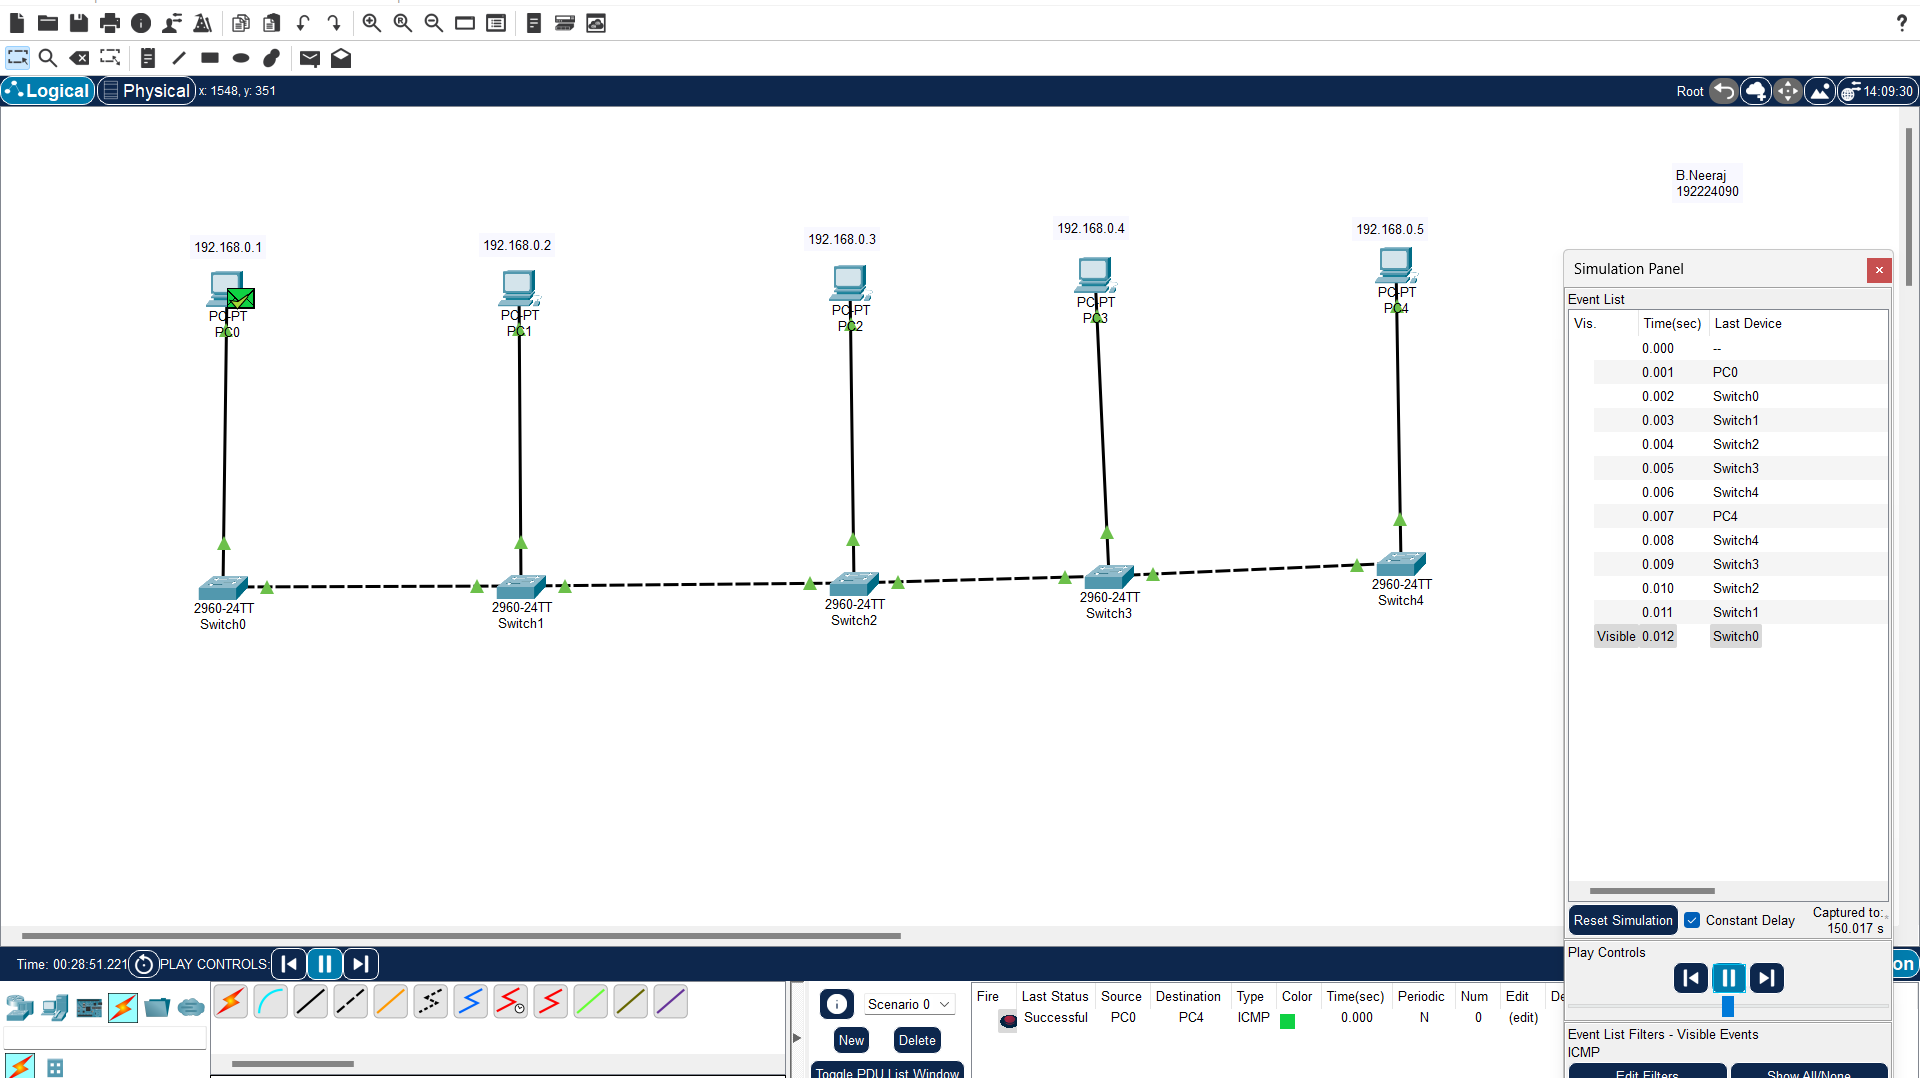 Logical
Physical
x: 1548, y: 351
Root
14:09:30
B.Neeraj
192224090
192.168.0.1
192.168.0.2
192.168.0.3
192.168.0.4
192.168.0.5
PC-PT
PC0
PC-PT
PC1
PC-PT
PC2
PC-PT
PC3
PC-PT
PC4
2960-24TT
Switch0
2960-24TT
Switch1
2960-24TT
Switch2
2960-24TT
Switch3
2960-24TT
Switch4
Simulation Panel
Event List
Vis. Time(sec) Last Device
0.000 --
0.001 PC0
0.002 Switch0
0.003 Switch1
0.004 Switch2
0.005 Switch3
0.006 Switch4
0.007 PC4
0.008 Switch4
0.009 Switch3
0.010 Switch2
0.011 Switch1
Visible 0.012 Switch0
Reset Simulation
Constant Delay
Captured to:
150.017 s
Play Controls
Event List Filters - Visible Events
ICMP
Edit Filters
Show All/None
Time: 00:28:51.221
PLAY CONTROLS:
on
Scenario 0
New
Delete
Toggle PDU List Window
Fire Last Status Source Destination Type Color Time(sec) Periodic Num Edit De
Successful PC0 PC4 ICMP 0.000 N 0 (edit)